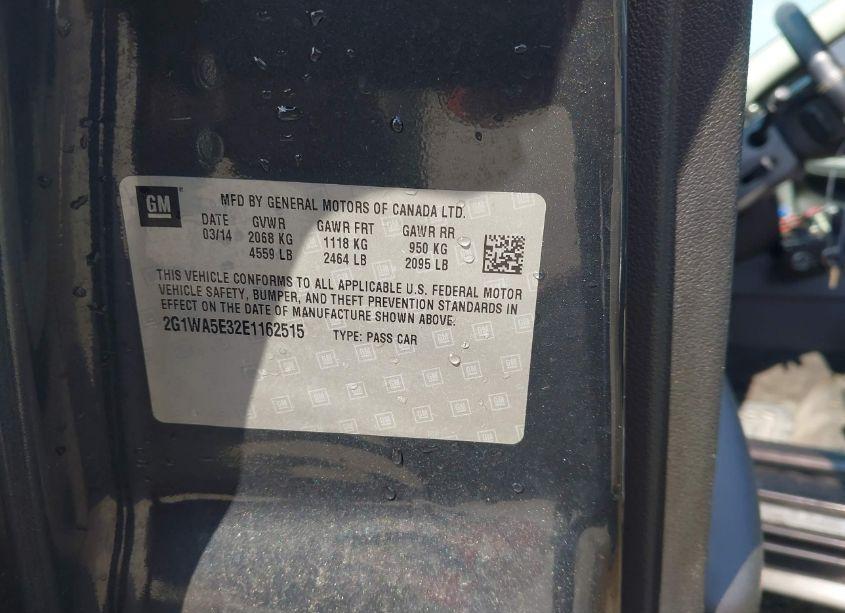 GM
MFD BY GENERAL MOTORS OF CANADA LTD.
DATE GVWR GAWR FRT GAWR RR
03/14 2068 KG 1118 KG 950 KG
4559 LB 2464 LB 2095 LB
THIS VEHICLE CONFORMS TO ALL APPLICABLE U.S. FEDERAL MOTOR
VEHICLE SAFETY, BUMPER, AND THEFT PREVENTION STANDARDS IN
EFFECT ON THE DATE OF MANUFACTURE SHOWN ABOVE.
2G1WA5E32E1162515 TYPE: PASS CAR